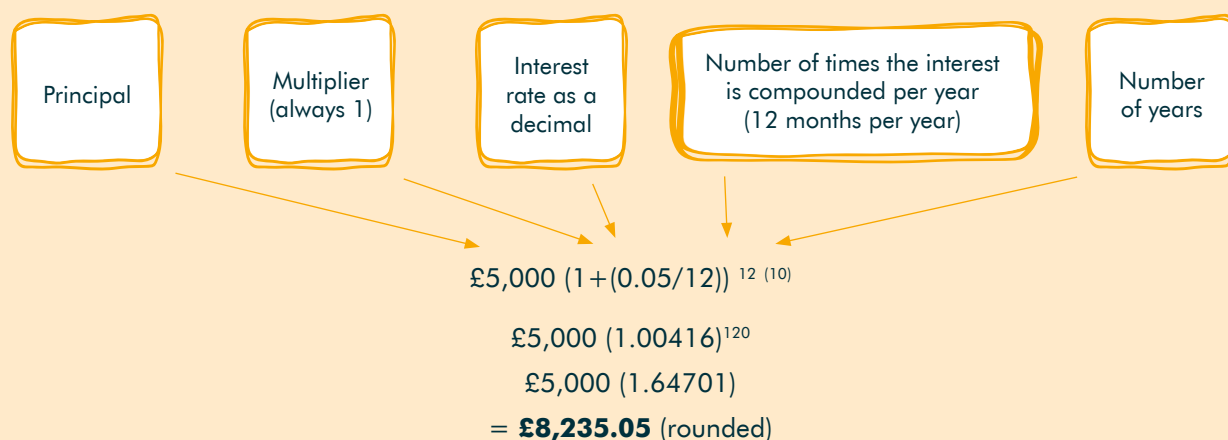 Principal
Multiplier
(always 1)
Interest
rate as a
decimal
Number of times the interest
is compounded per year
(12 months per year)
Number
of years
£5,000 (1+(0.05/12)) 12 (10)
£5,000 (1.00416)120
£5,000 (1.64701)
= £8,235.05 (rounded)